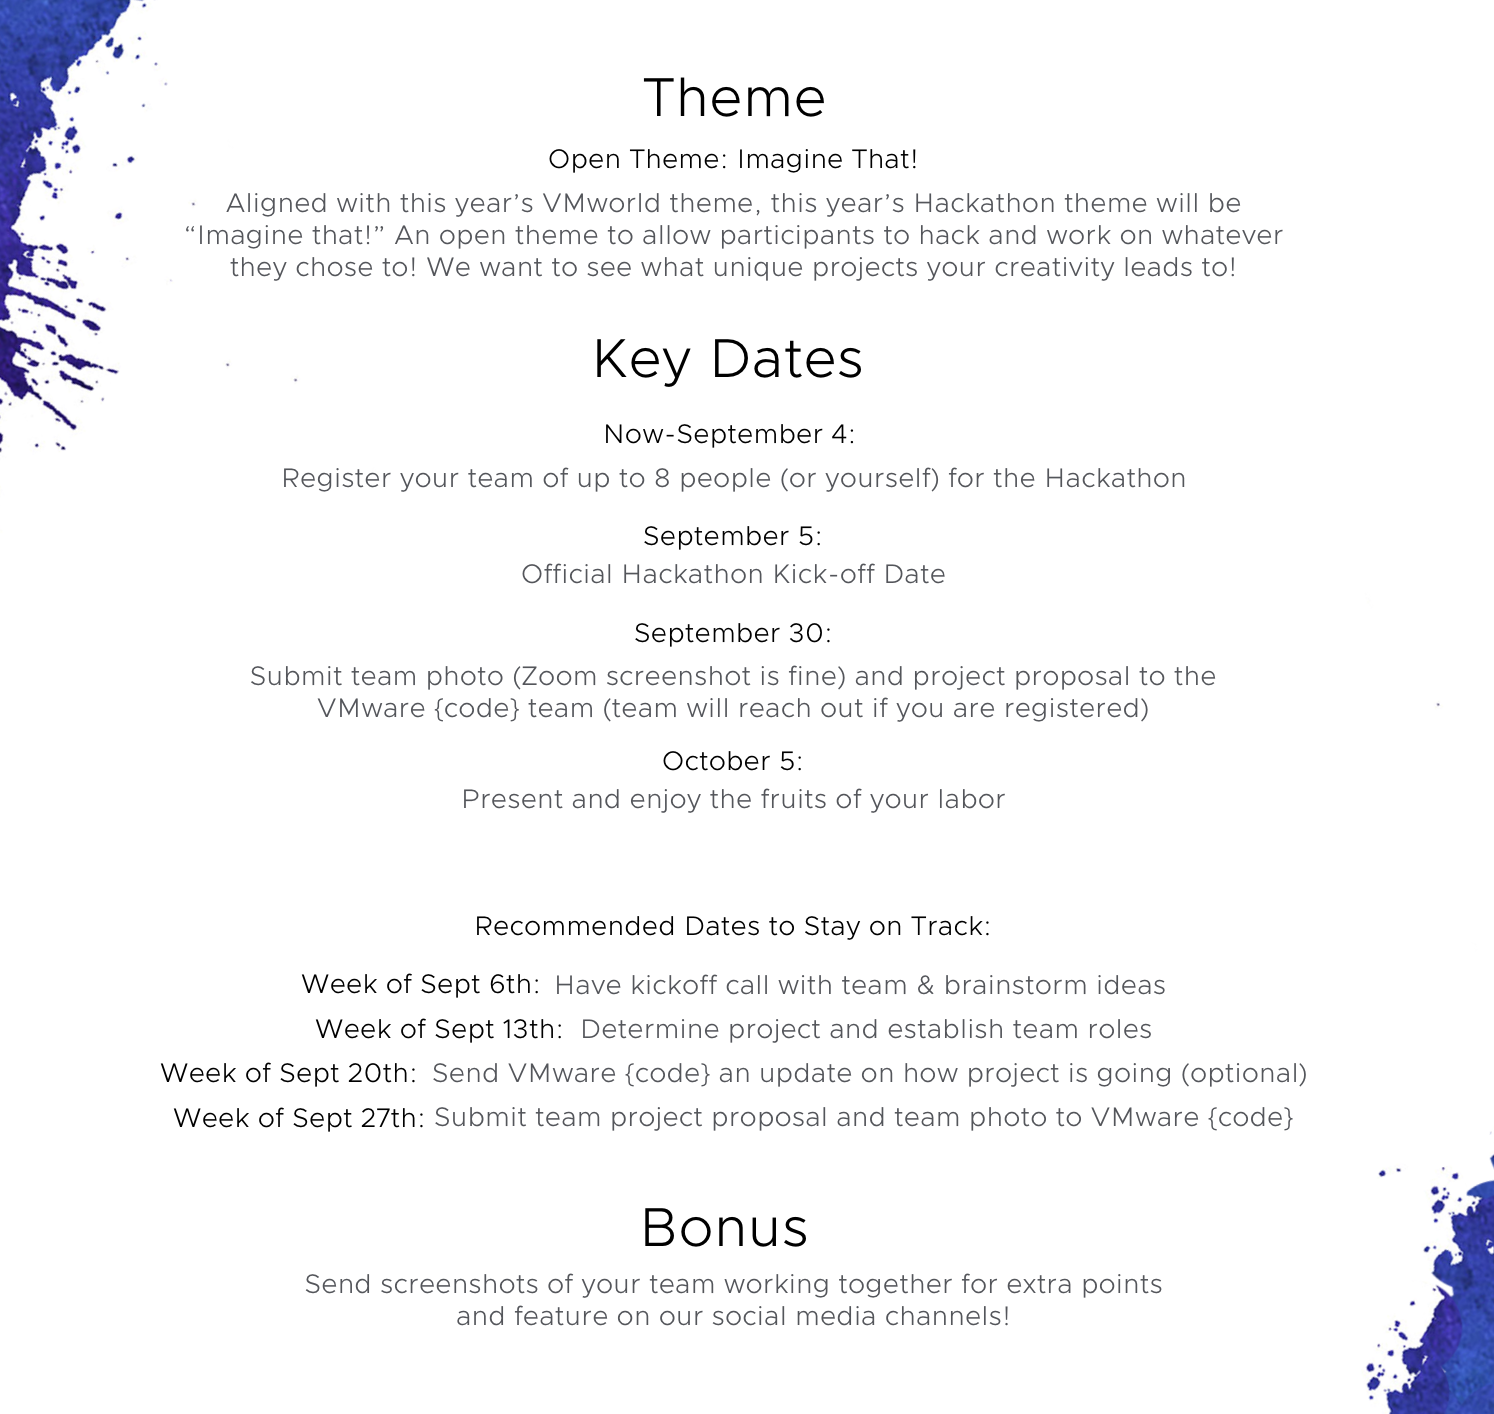 Theme
Open Theme: Imagine That!
Aligned with this year’s VMworld theme, this year’s Hackathon theme will be
“Imagine that!” An open theme to allow participants to hack and work on whatever
they chose to! We want to see what unique projects your creativity leads to!
Key Dates
Now-September 4:
Register your team of up to 8 people (or yourself) for the Hackathon
September 5:
Official Hackathon Kick-off Date
September 30:
Submit team photo (Zoom screenshot is fine) and project proposal to the
VMware {code} team (team will reach out if you are registered)
October 5:
Present and enjoy the fruits of your labor
Recommended Dates to Stay on Track:
Week of Sept 6th: Have kickoff call with team & brainstorm ideas
Week of Sept 13th: Determine project and establish team roles
Week of Sept 20th: Send VMware {code} an update on how project is going (optional)
Week of Sept 27th: Submit team project proposal and team photo to VMware {code}
Bonus
Send screenshots of your team working together for extra points
and feature on our social media channels!